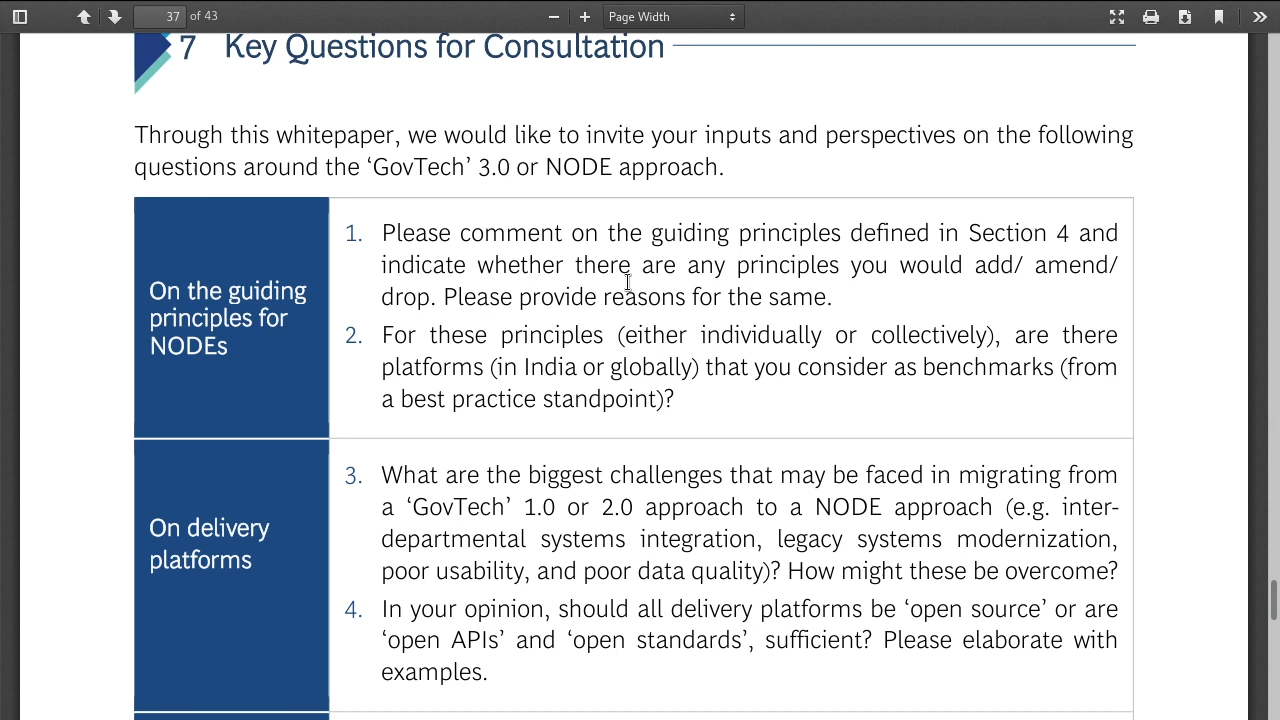 37 of 43
Page Width
7 Key Questions for Consultation
Through this whitepaper, we would like to invite your inputs and perspectives on the following
questions around the ‘GovTech’ 3.0 or NODE approach.
On the guiding
principles for
NODEs
1. Please comment on the guiding principles defined in Section 4 and
indicate whether there are any principles you would add/ amend/
drop. Please provide reasons for the same.
2. For these principles (either individually or collectively), are there
platforms (in India or globally) that you consider as benchmarks (from
a best practice standpoint)?
On delivery
platforms
3. What are the biggest challenges that may be faced in migrating from
a ‘GovTech’ 1.0 or 2.0 approach to a NODE approach (e.g. inter-
departmental systems integration, legacy systems modernization,
poor usability, and poor data quality)? How might these be overcome?
4. In your opinion, should all delivery platforms be ‘open source’ or are
‘open APIs’ and ‘open standards’, sufficient? Please elaborate with
examples.